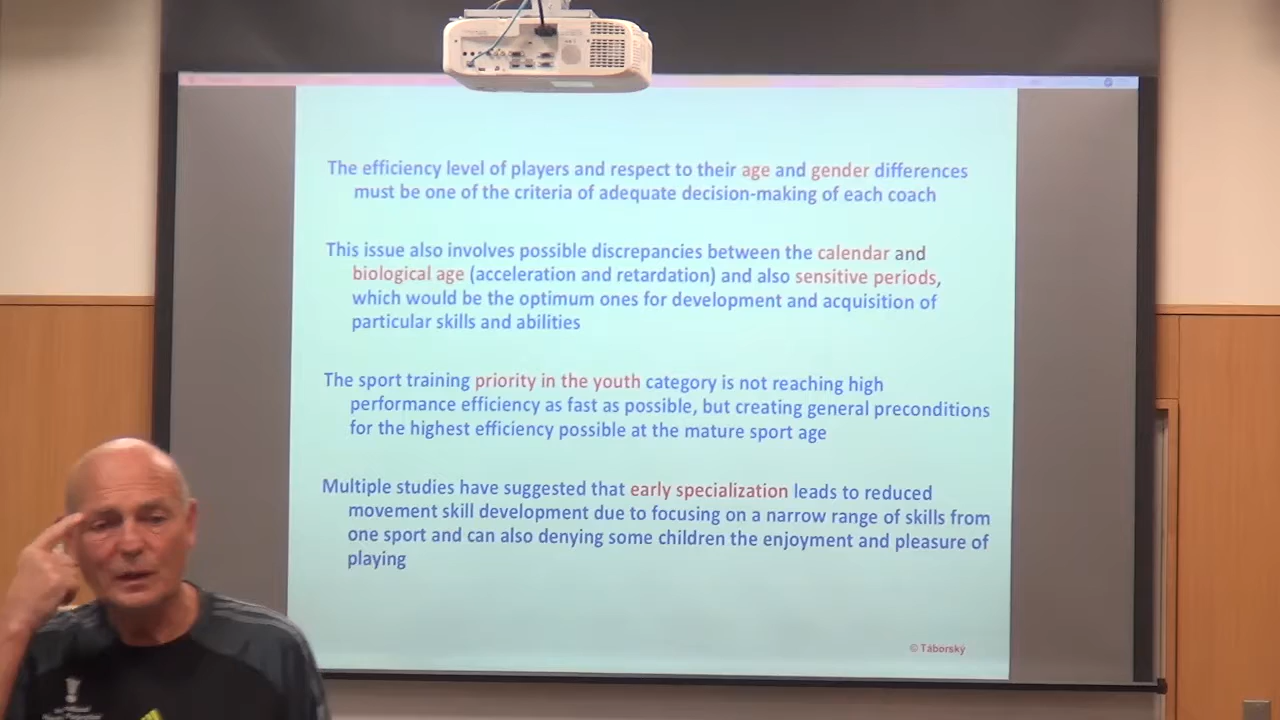 The efficiency level of players and respect to their age and gender differences
must be one of the criteria of adequate decision-making of each coach
This issue also involves possible discrepancies between the calendar and
biological age (acceleration and retardation) and also sensitive periods,
which would be the optimum ones for development and acquisition of
particular skills and abilities
The sport training priority in the youth category is not reaching high
performance efficiency as fast as possible, but creating general preconditions
for the highest efficiency possible at the mature sport age
Multiple studies have suggested that early specialization leads to reduced
movement skill development due to focusing on a narrow range of skills from
one sport and can also denying some children the enjoyment and pleasure of
playing
© Táborský